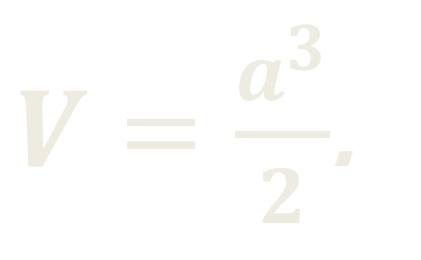 V = a³/2.